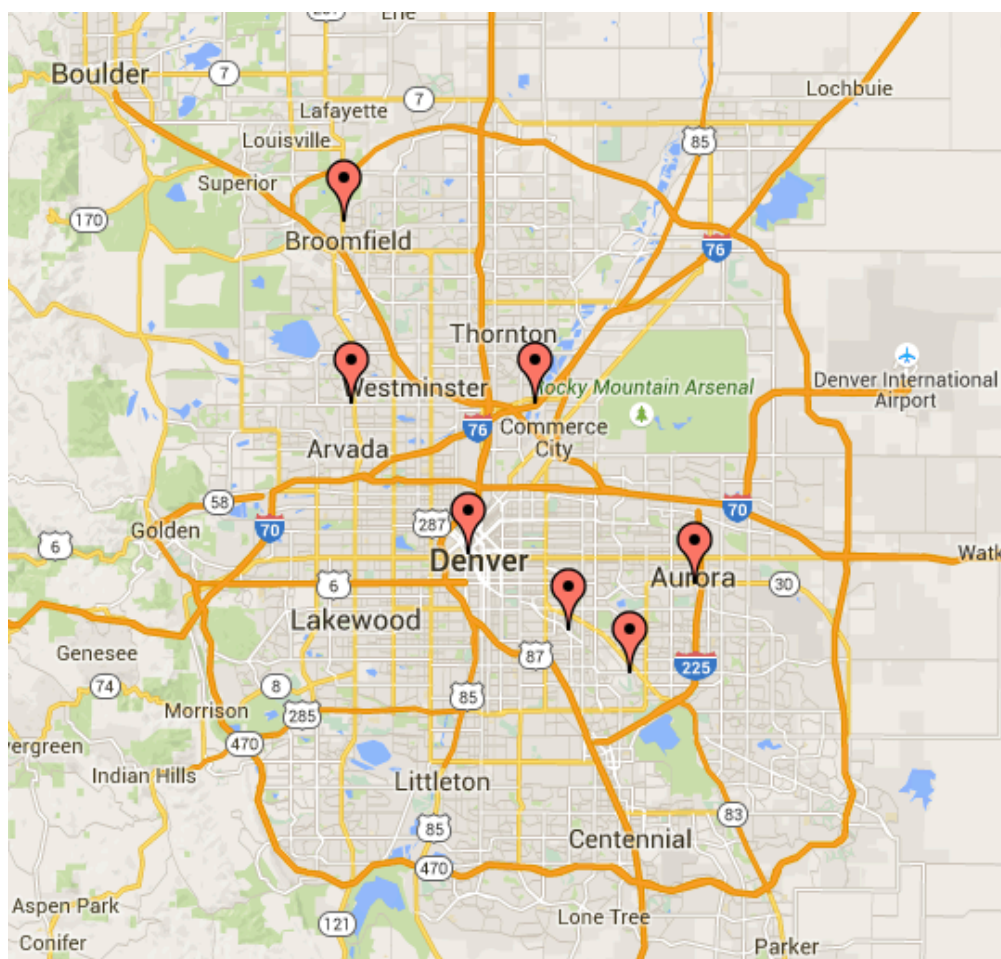 Erie
Boulder
7
Lafayette
7
Lochbuie
Louisville
85
Superior
170
Broomfield
76
Thornton
Westminster
Rocky Mountain Arsenal
Denver International
Airport
Commerce
City
76
Arvada
58
287
70
70
Golden
6
Denver
Watk
Aurora
30
6
Lakewood
Genesee
87
225
74
8
85
Morrison
285
vergreen
470
Indian Hills
Littleton
83
85
Centennial
470
Aspen Park
121
Lone Tree
Conifer
Parker